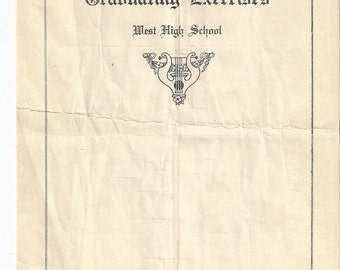 Graduating Exercises
West High School